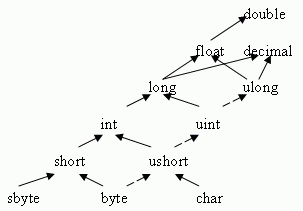 double
float decimal
long ulong
int uint
short ushort
sbyte byte char